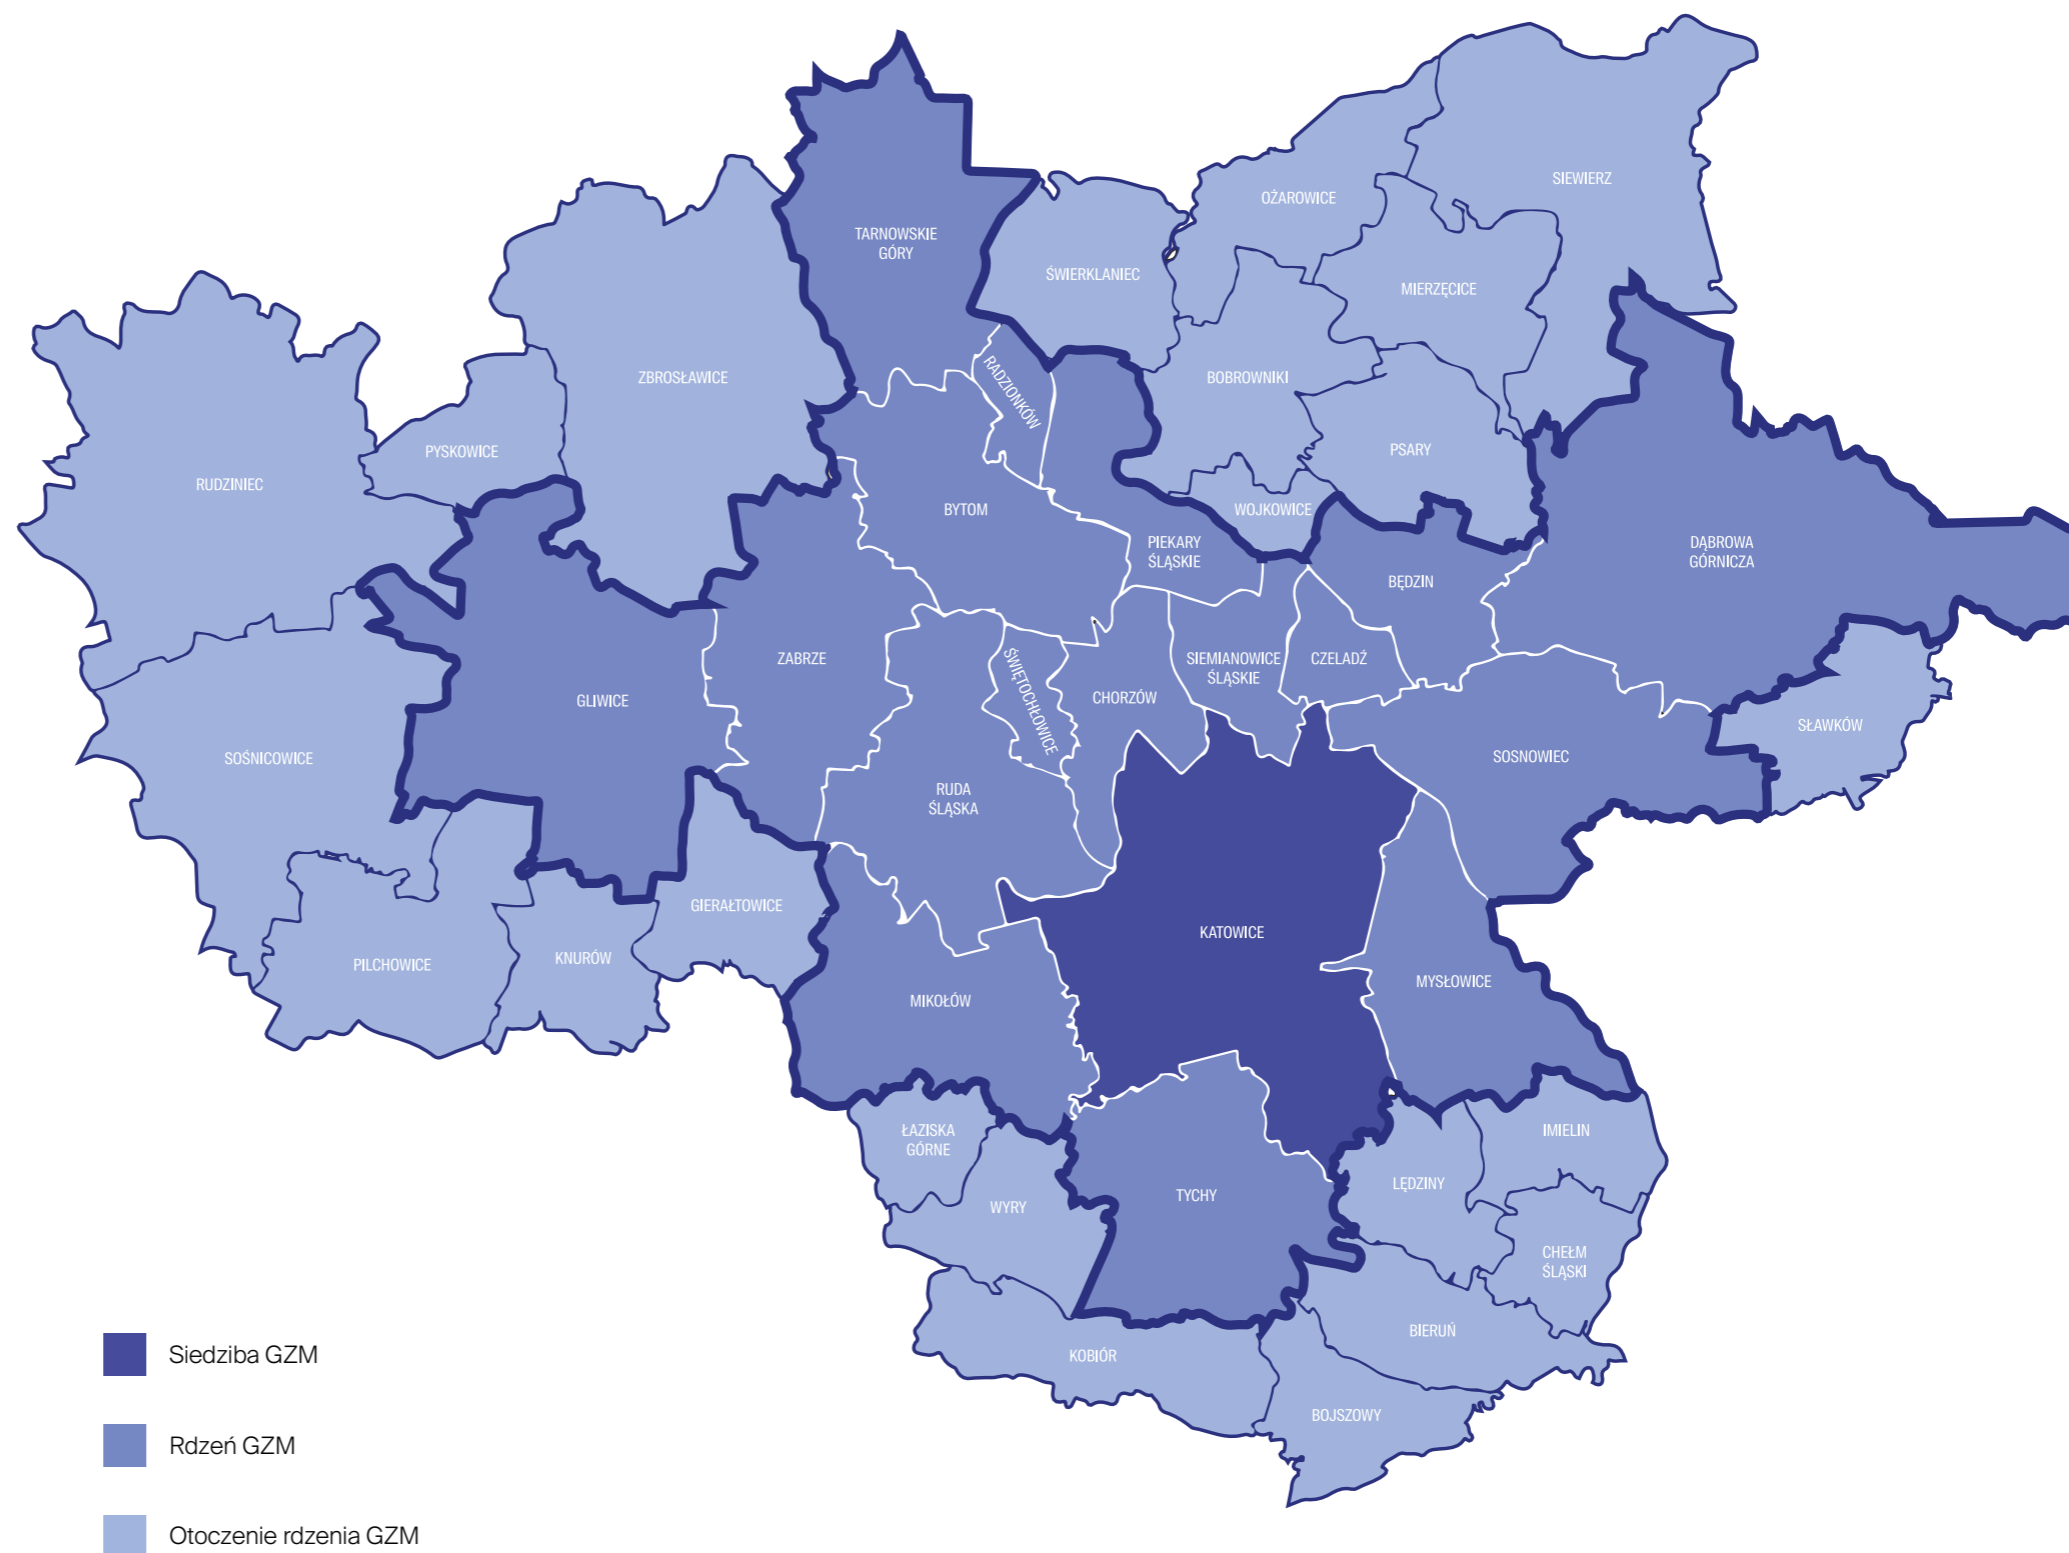 SIEWIERZ
OŻAROWICE
TARNOWSKIE
GÓRY
ŚWIERKLANIEC
MIERZĘCICE
ZBROSŁAWICE
RADZIONKÓW
BOBROWNIKI
PYSKOWICE
PSARY
RUDZINIEC
BYTOM
WOJKOWICE
PIEKARY
ŚLĄSKIE
DĄBROWA
GÓRNICZA
BĘDZIN
ZABRZE
ŚWIĘTOCHŁOWICE
SIEMIANOWICE
ŚLĄSKIE
CZELADŹ
GLIWICE
CHORZÓW
SŁAWKÓW
SOŚNICOWICE
SOSNOWIEC
RUDA
ŚLĄSKA
GIERAŁTOWICE
KATOWICE
PILCHOWICE
KNURÓW
MYSŁOWICE
MIKOŁÓW
ŁAZISKA
GÓRNE
IMIELIN
LĘDZINY
TYCHY
WYRY
CHEŁM
ŚLĄSKI
BIERUŃ
KOBIÓR
BOJSZOWY
Siedziba GZM
Rdzeń GZM
Otoczenie rdzenia GZM